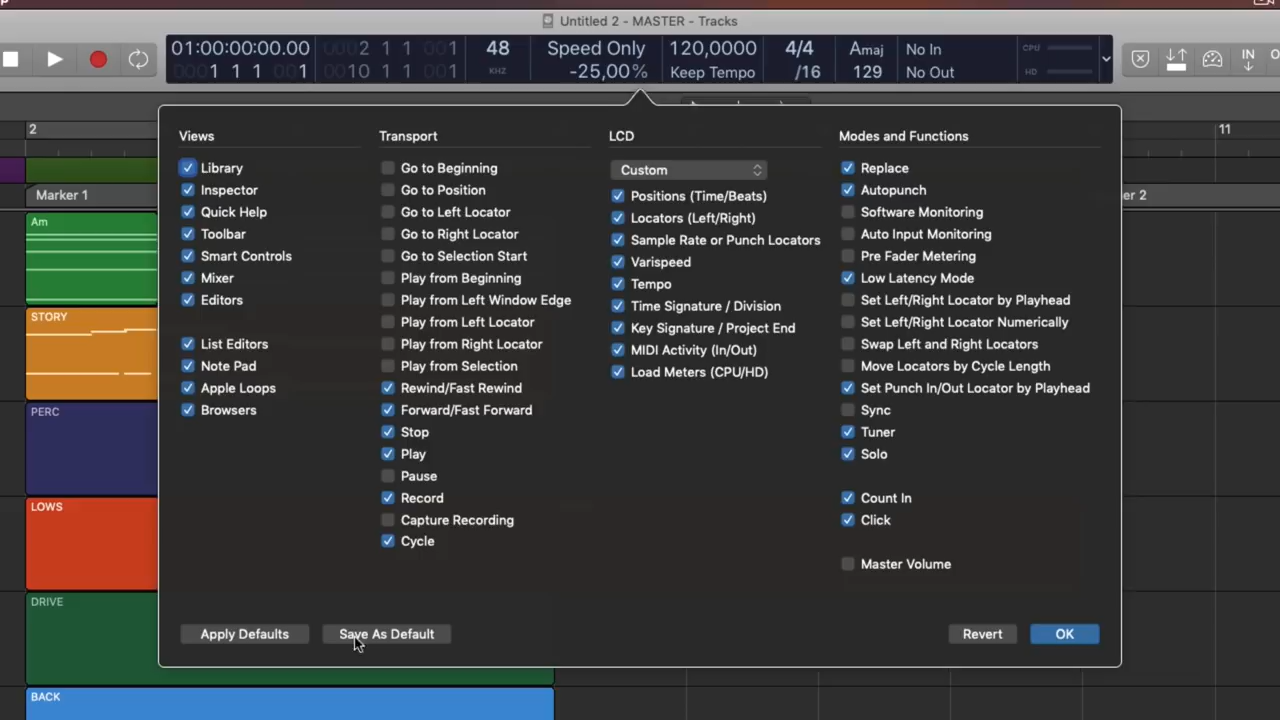 Untitled 2 - MASTER - Tracks
01:00:00:00.00
0002 1 1 001
48
Speed Only
120,0000
4/4
Amaj
No In
CPU
IN
0001 1 1 001
0010 1 1 001
KHZ
-25,00%
Keep Tempo
/16
129
No Out
HD
2
11
Marker 1
er 2
Am
STORY
PERC
LOWS
DRIVE
BACK
Views
Library
Inspector
Quick Help
Toolbar
Smart Controls
Mixer
Editors
List Editors
Note Pad
Apple Loops
Browsers
Transport
Go to Beginning
Go to Position
Go to Left Locator
Go to Right Locator
Go to Selection Start
Play from Beginning
Play from Left Window Edge
Play from Left Locator
Play from Right Locator
Play from Selection
Rewind/Fast Rewind
Forward/Fast Forward
Stop
Play
Pause
Record
Capture Recording
Cycle
LCD
Custom
Positions (Time/Beats)
Locators (Left/Right)
Sample Rate or Punch Locators
Varispeed
Tempo
Time Signature / Division
Key Signature / Project End
MIDI Activity (In/Out)
Load Meters (CPU/HD)
Modes and Functions
Replace
Autopunch
Software Monitoring
Auto Input Monitoring
Pre Fader Metering
Low Latency Mode
Set Left/Right Locator by Playhead
Set Left/Right Locator Numerically
Swap Left and Right Locators
Move Locators by Cycle Length
Set Punch In/Out Locator by Playhead
Sync
Tuner
Solo
Count In
Click
Master Volume
Apply Defaults
Save As Default
Revert
OK